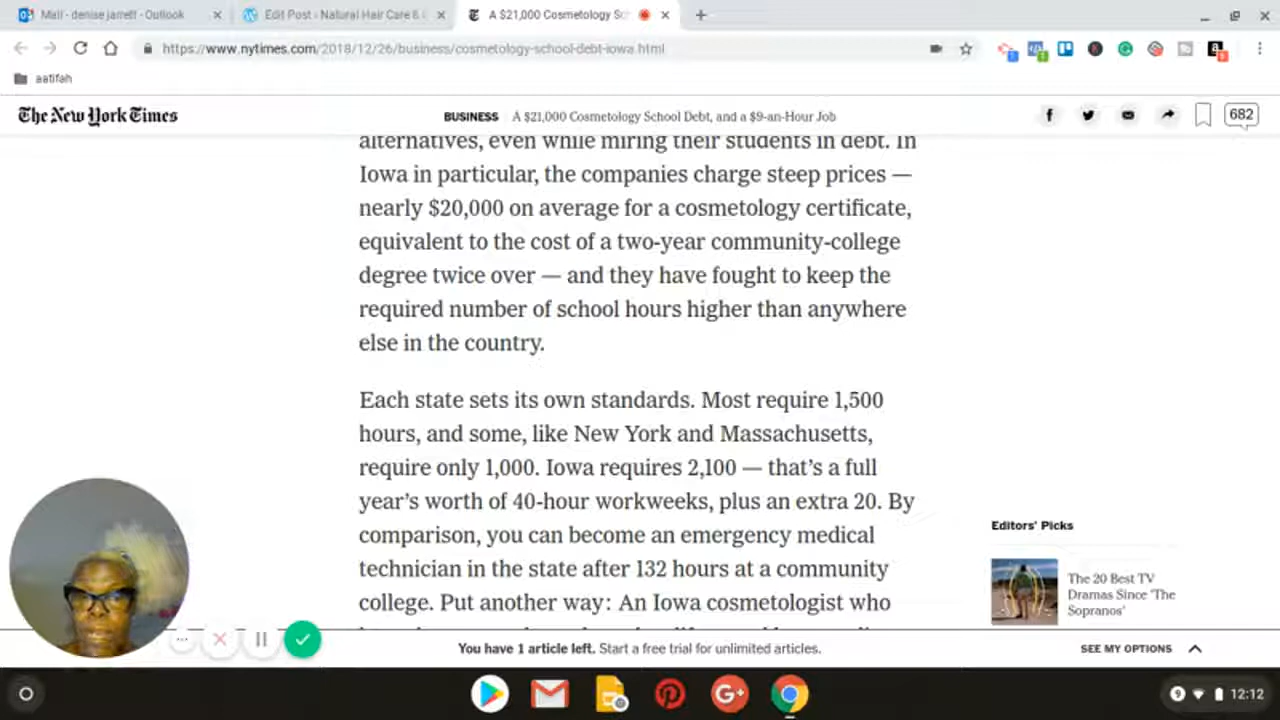 Mail - denise jarrett - Outlook
Edit Post ‹ Natural Hair Care &
A $21,000 Cosmetology Sc
https://www.nytimes.com/2018/12/26/business/cosmetology-school-debt-iowa.html
aatifah
The New York Times
BUSINESS A $21,000 Cosmetology School Debt, and a $9-an-Hour Job
682
alternatives, even while miring their students in debt. In
Iowa in particular, the companies charge steep prices —
nearly $20,000 on average for a cosmetology certificate,
equivalent to the cost of a two-year community-college
degree twice over — and they have fought to keep the
required number of school hours higher than anywhere
else in the country.
Each state sets its own standards. Most require 1,500
hours, and some, like New York and Massachusetts,
require only 1,000. Iowa requires 2,100 — that's a full
year's worth of 40-hour workweeks, plus an extra 20. By
comparison, you can become an emergency medical
technician in the state after 132 hours at a community
college. Put another way: An Iowa cosmetologist who
Editors' Picks
The 20 Best TV
Dramas Since 'The
Sopranos'
You have 1 article left. Start a free trial for unlimited articles.
SEE MY OPTIONS
9
12:12